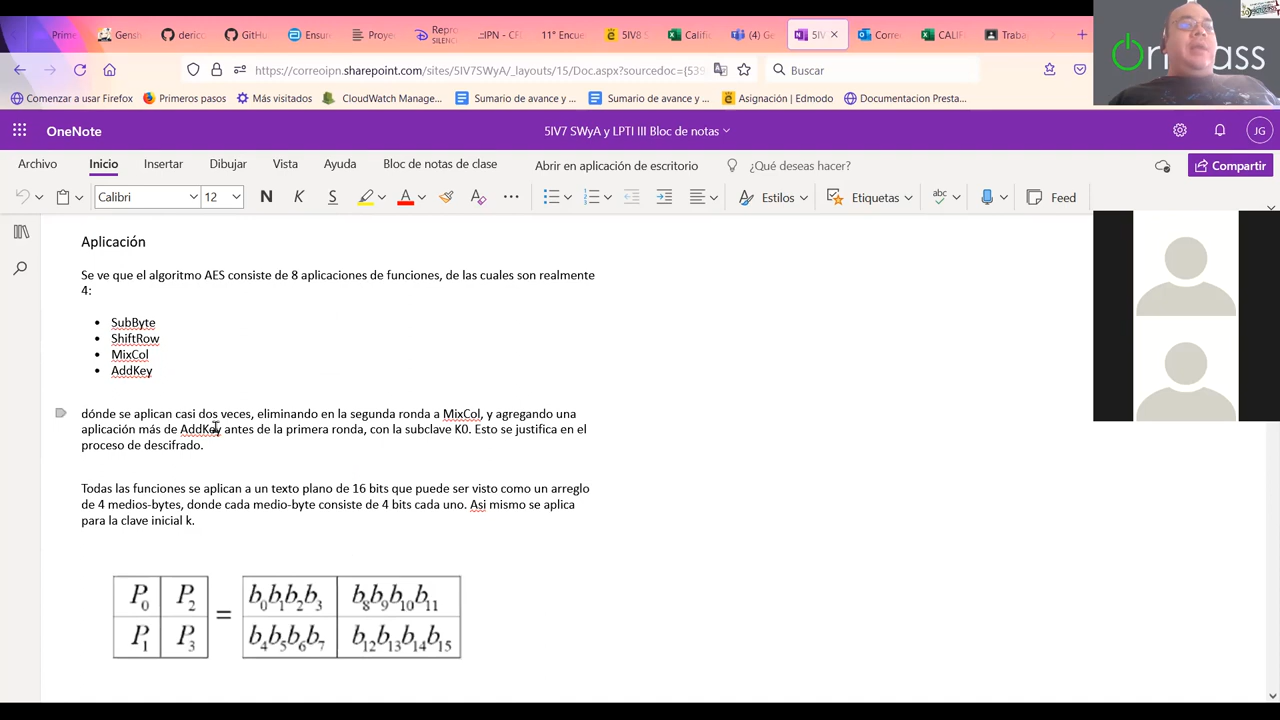 Prime
Gensh
derico
GitHu
Ensure
Proye
Repro
SILENCI
-IPN - CF
11° Encue
5IV8 S
Calific
(4) Ge
5IV
Corre
CALIF
Traba
https://correoipn.sharepoint.com/sites/5IV7SWyA/_layouts/15/Doc.aspx?sourcedoc={539
Buscar
Comenzar a usar Firefox
Primeros pasos
Más visitados
CloudWatch Manage...
Sumario de avance y ...
Sumario de avance y ...
Asignación | Edmodo
Documentacion Presta...
OneNote
5IV7 SWyA y LPTI III Bloc de notas
JG
Archivo
Inicio
Insertar
Dibujar
Vista
Ayuda
Bloc de notas de clase
Abrir en aplicación de escritorio
¿Qué deseas hacer?
Compartir
Calibri
12
N
K
S
A
Estilos
Etiquetas
abc
Feed
Aplicación
Se ve que el algoritmo AES consiste de 8 aplicaciones de funciones, de las cuales son realmente
4:
• SubByte
• ShiftRow
• MixCol
• AddKey
dónde se aplican casi dos veces, eliminando en la segunda ronda a MixCol, y agregando una
aplicación más de AddKey antes de la primera ronda, con la subclave K0. Esto se justifica en el
proceso de descifrado.
Todas las funciones se aplican a un texto plano de 16 bits que puede ser visto como un arreglo
de 4 medios-bytes, donde cada medio-byte consiste de 4 bits cada uno. Asi mismo se aplica
para la clave inicial k.
P0 P2 = b0b1b2b3 b8b9b10b11
P1 P3 b4b5b6b7 b12b13b14b15